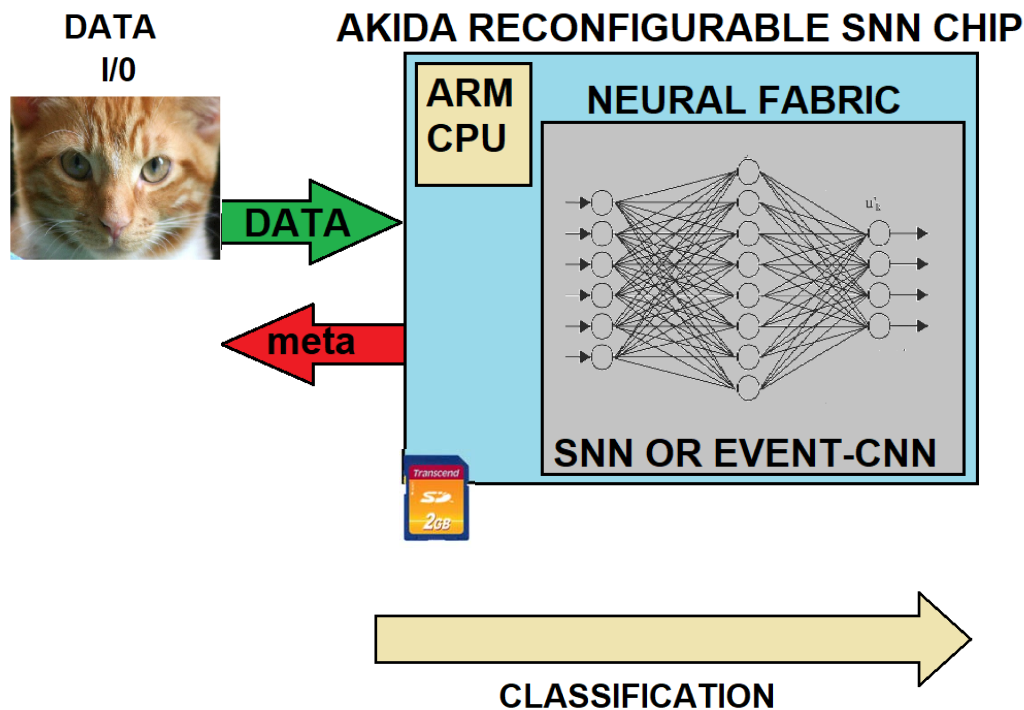 DATA
I/0
AKIDA RECONFIGURABLE SNN CHIP
ARM
CPU
NEURAL FABRIC
DATA
meta
SNN OR EVENT-CNN
Transcend
SD
2GB
CLASSIFICATION